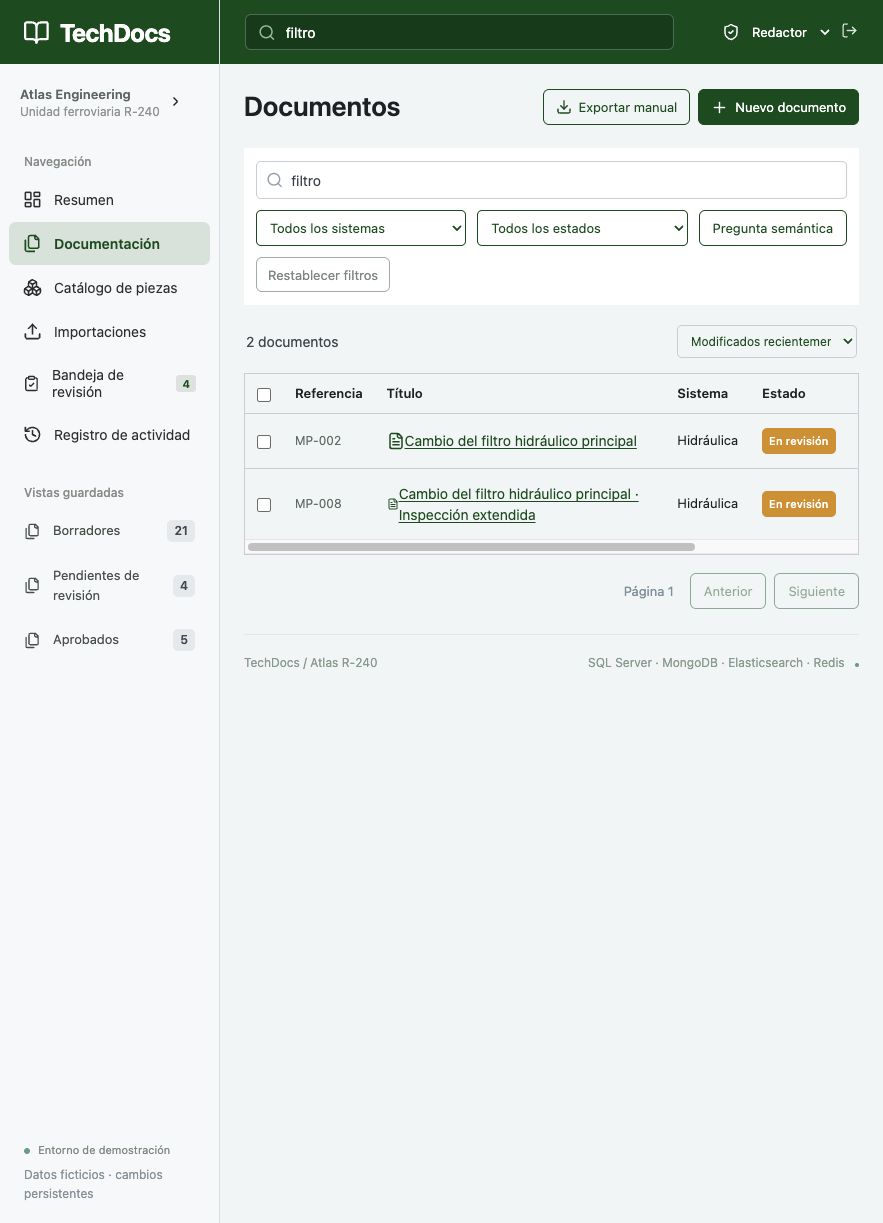 TechDocs
filtro
Redactor
Atlas Engineering
Unidad ferroviaria R-240
Navegación
Resumen
Documentación
Catálogo de piezas
Importaciones
Bandeja de
revisión
4
Registro de actividad
Vistas guardadas
Borradores
21
Pendientes de
revisión
4
Aprobados
5
Entorno de demostración
Datos ficticios · cambios
persistentes
Documentos
Exportar manual
Nuevo documento
filtro
Todos los sistemas
Todos los estados
Pregunta semántica
Restablecer filtros
2 documentos
Modificados recientemer
Referencia Título Sistema Estado
MP-002 Cambio del filtro hidráulico principal Hidráulica En revisión
MP-008 Cambio del filtro hidráulico principal ·
Inspección extendida Hidráulica En revisión
Página 1
Anterior
Siguiente
TechDocs / Atlas R-240
SQL Server · MongoDB · Elasticsearch · Redis